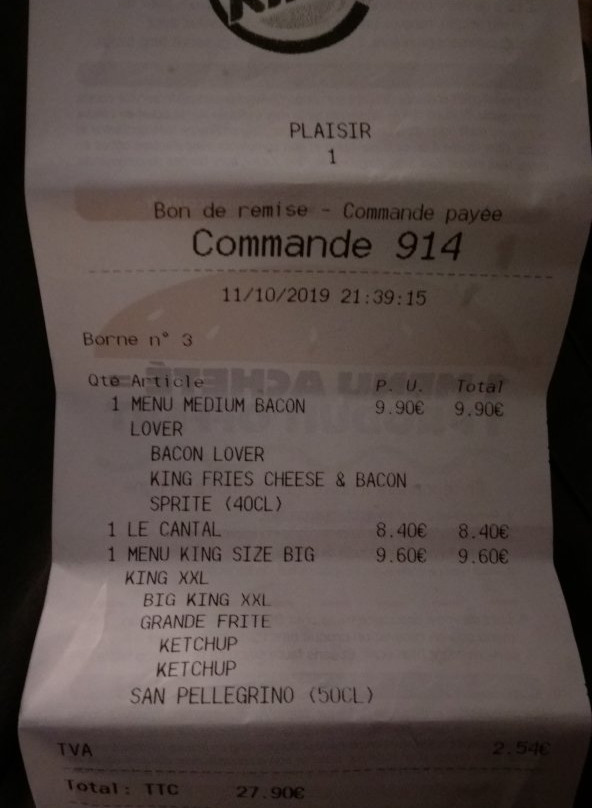 PLAISIR
1
Bon de remise - Commande payée
Commande 914
11/10/2019 21:39:15
Borne n° 3
Qte Article P. U. Total
1 MENU MEDIUM BACON 9.90€ 9.90€
LOVER
BACON LOVER
KING FRIES CHEESE & BACON
SPRITE (40CL)
1 LE CANTAL 8.40€ 8.40€
1 MENU KING SIZE BIG 9.60€ 9.60€
KING XXL
BIG KING XXL
GRANDE FRITE
KETCHUP
KETCHUP
SAN PELLEGRINO (50CL)
TVA 2.54€
Total: TTC 27.90€